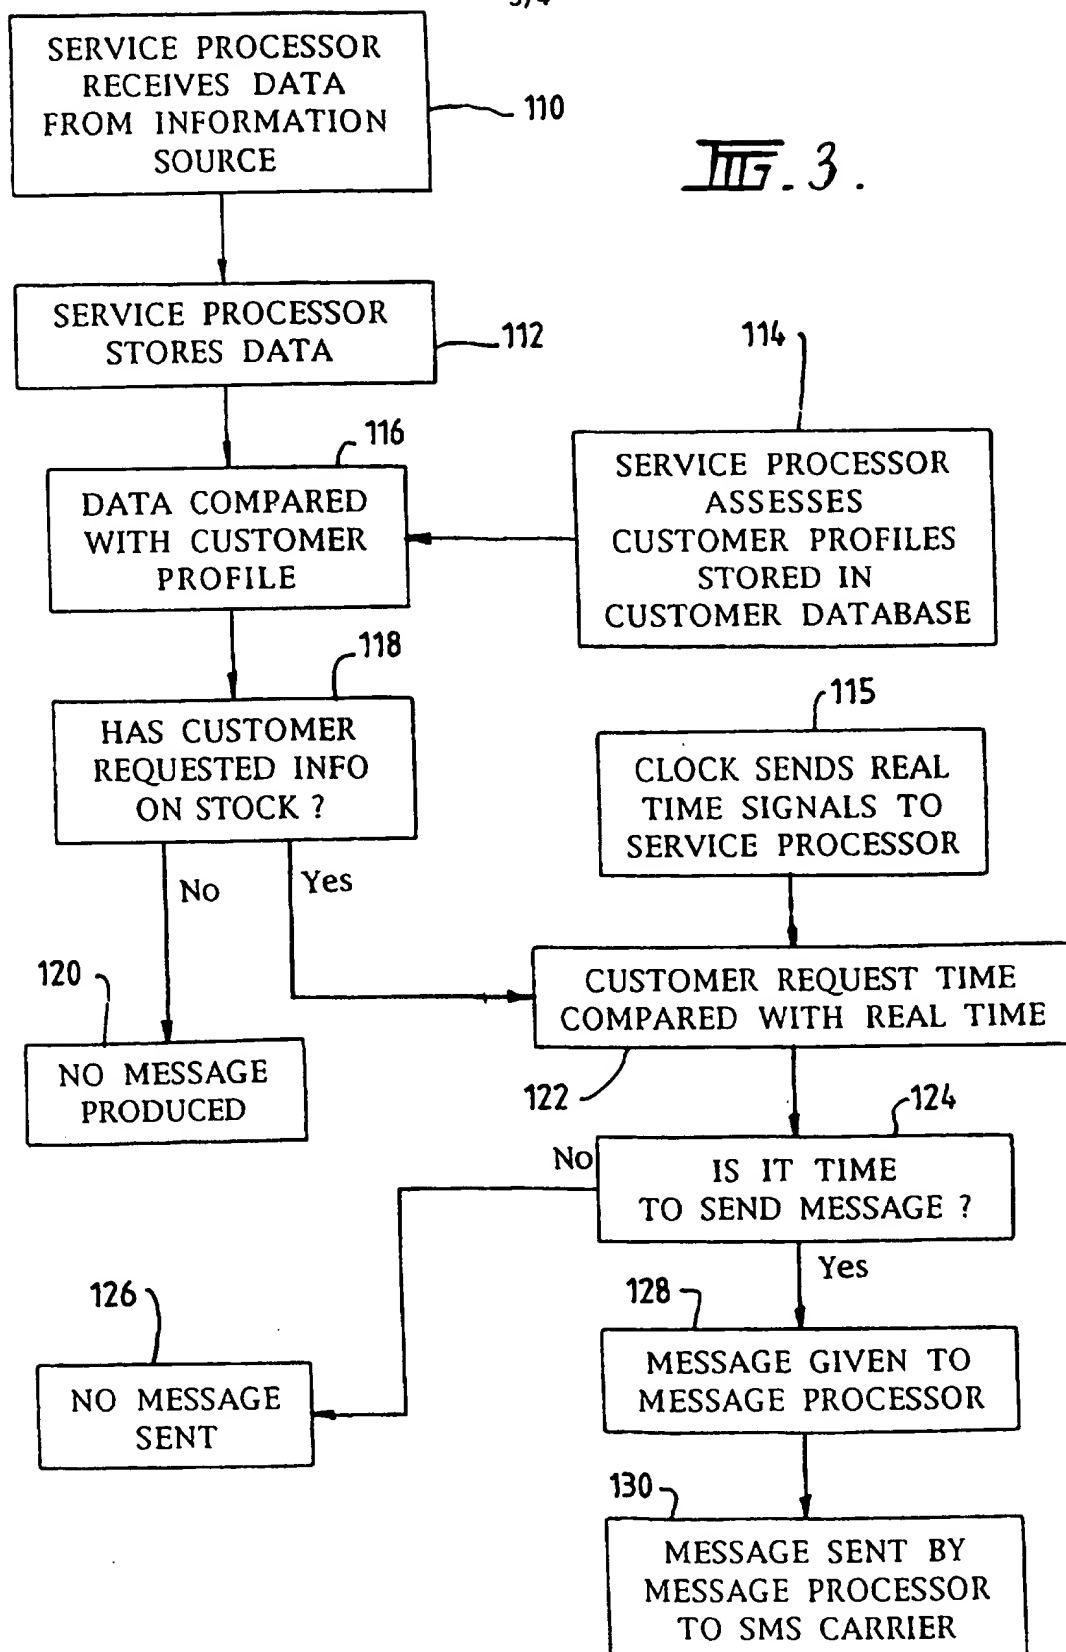 SERVICE PROCESSOR
RECEIVES DATA
FROM INFORMATION
SOURCE
110
FIG. 3.
SERVICE PROCESSOR
STORES DATA
112
114
116
DATA COMPARED
WITH CUSTOMER
PROFILE
SERVICE PROCESSOR
ASSESSES
CUSTOMER PROFILES
STORED IN
CUSTOMER DATABASE
118
HAS CUSTOMER
REQUESTED INFO
ON STOCK ?
115
CLOCK SENDS REAL
TIME SIGNALS TO
SERVICE PROCESSOR
No
Yes
120
NO MESSAGE
PRODUCED
CUSTOMER REQUEST TIME
COMPARED WITH REAL TIME
122
124
IS IT TIME
TO SEND MESSAGE ?
No
Yes
126
NO MESSAGE
SENT
128
MESSAGE GIVEN TO
MESSAGE PROCESSOR
130
MESSAGE SENT BY
MESSAGE PROCESSOR
TO SMS CARRIER